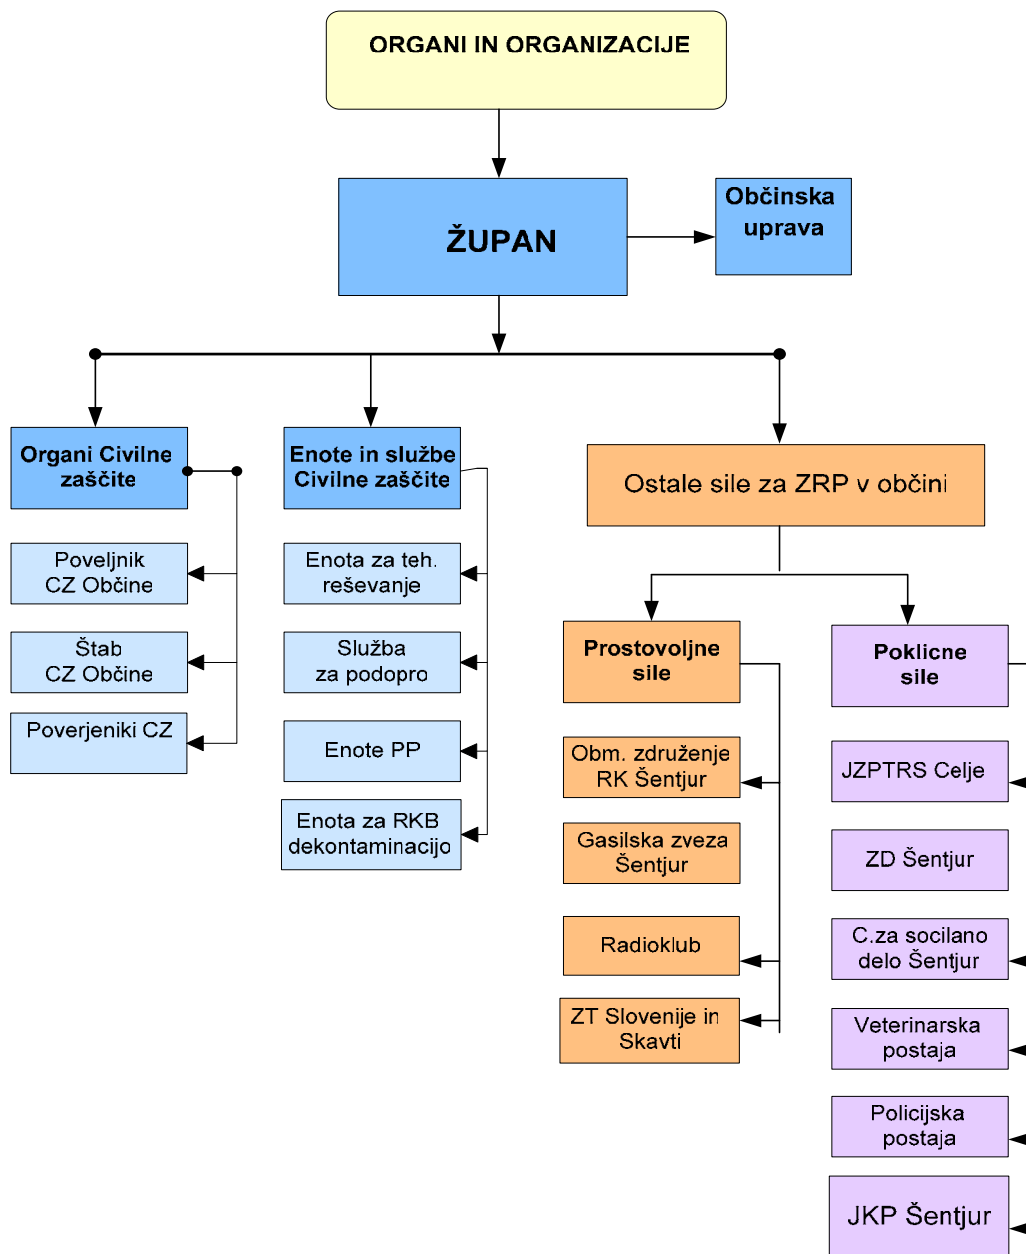 ORGANI IN ORGANIZACIJE
ŽUPAN
Občinska
uprava
Organi Civilne
zaščite
Poveljnik
CZ Občine
Štab
CZ Občine
Poverjeniki CZ
Enote in službe
Civilne zaščite
Enota za teh.
reševanje
Služba
za podopro
Enote PP
Enota za RKB
dekontaminacijo
Ostale sile za ZRP v občini
Prostovoljne
sile
Obm. združenje
RK Šentjur
Gasilska zveza
Šentjur
Radioklub
ZT Slovenije in
Skavti
Poklicne
sile
JZPTRS Celje
ZD Šentjur
C.za socilano
delo Šentjur
Veterinarska
postaja
Policijska
postaja
JKP Šentjur